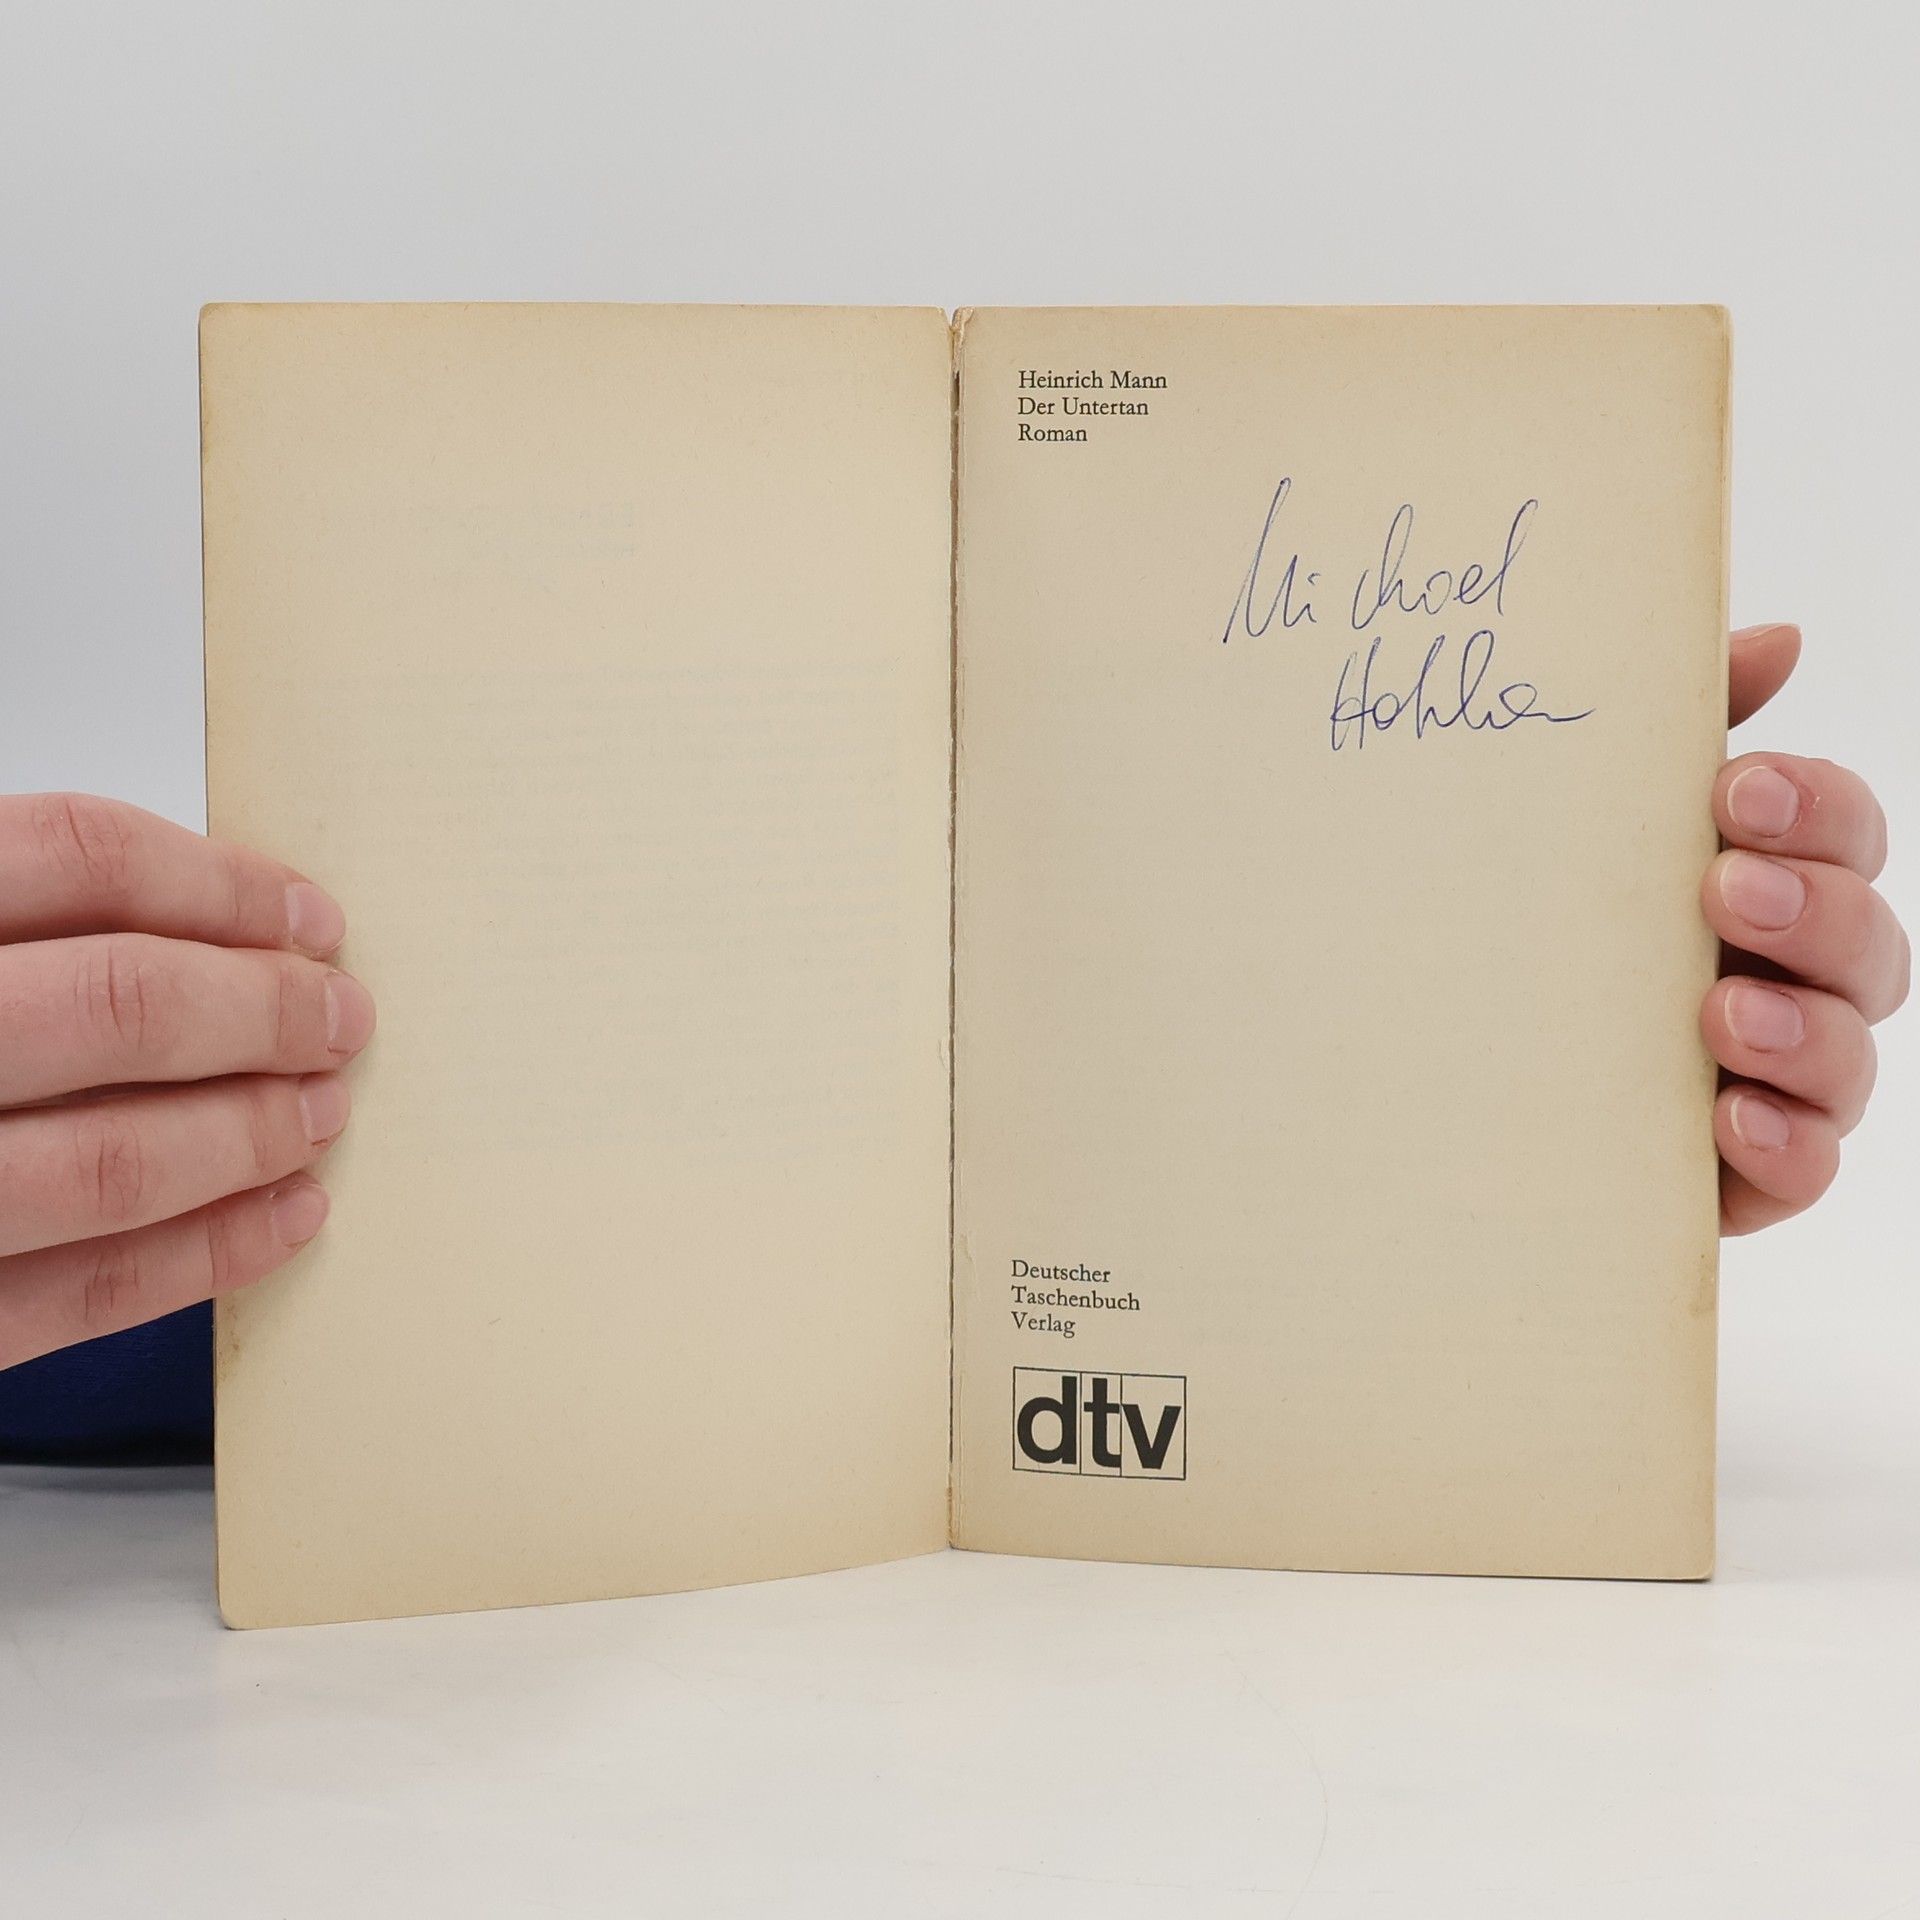 Heinrich Mann
Der Untertan
Roman
Michael
Deutscher
Taschenbuch
Verlag
dtv